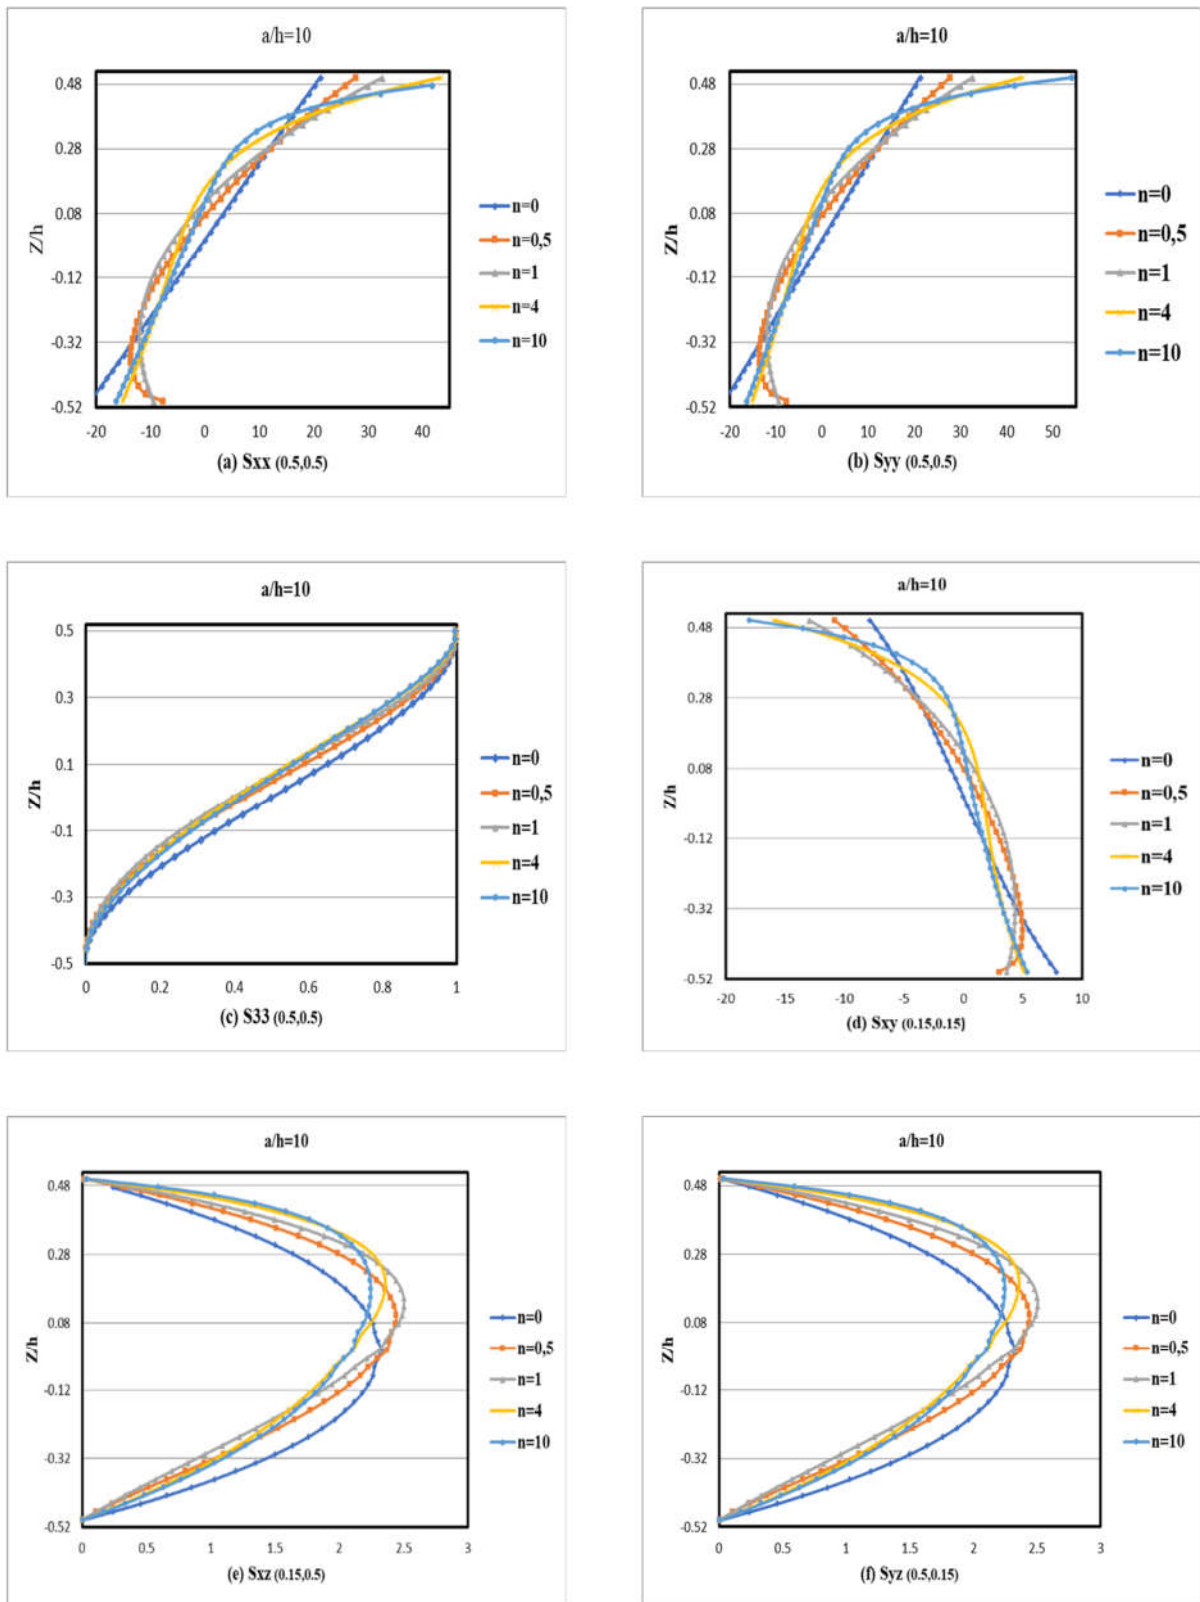 a/h=10
0.48
0.28
0.08
-0.12
-0.32
-0.52
Z/h
-20 -10 0 10 20 30 40
(a) Sxx (0.5,0.5)
n=0
n=0,5
n=1
n=4
n=10
a/h=10
0.48
0.28
0.08
-0.12
-0.32
-0.52
Z/h
-20 -10 0 10 20 30 40 50
(b) Syy (0.5,0.5)
n=0
n=0,5
n=1
n=4
n=10
a/h=10
0.5
0.3
0.1
-0.1
-0.3
-0.5
Z/h
0 0.2 0.4 0.6 0.8 1
(c) S33 (0.5,0.5)
n=0
n=0,5
n=1
n=4
n=10
a/h=10
0.48
0.28
0.08
-0.12
-0.32
-0.52
Z/h
-20 -15 -10 -5 0 5 10
(d) Sxy (0.15,0.15)
n=0
n=0,5
n=1
n=4
n=10
a/h=10
0.48
0.28
0.08
-0.12
-0.32
-0.52
Z/h
0 0.5 1 1.5 2 2.5 3
(e) Sxz (0.15,0.5)
n=0
n=0,5
n=1
n=4
n=10
a/h=10
0.48
0.28
0.08
-0.12
-0.32
-0.52
Z/h
0 0.5 1 1.5 2 2.5 3
(f) Syz (0.5,0.15)
n=0
n=0,5
n=1
n=4
n=10